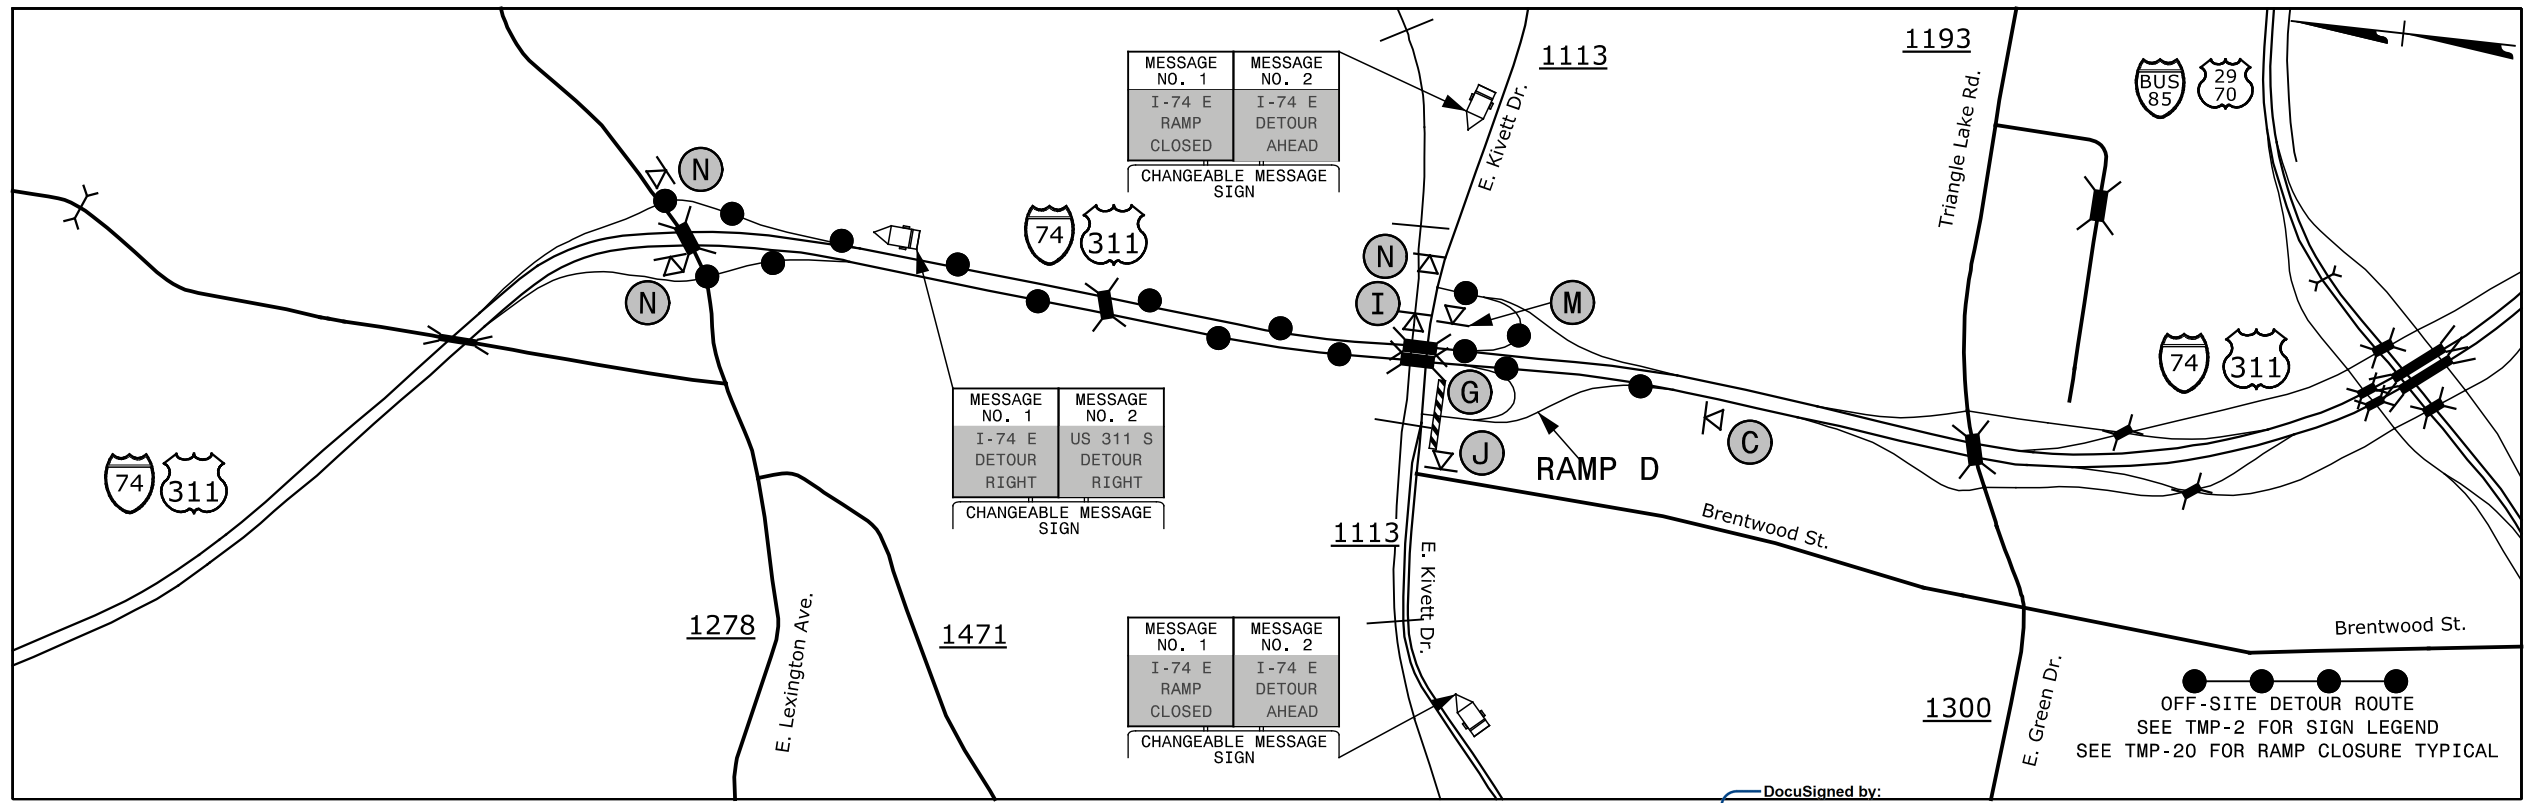 1193
1113
MESSAGE NO. 1
MESSAGE NO. 2
I-74 E
RAMP
CLOSED
I-74 E
DETOUR
AHEAD
CHANGEABLE MESSAGE
SIGN
E. Kivett Dr.
Triangle Lake Rd.
BUS
85
29
70
N
N
74
311
N
I
M
G
J
C
RAMP D
74
311
MESSAGE NO. 1
MESSAGE NO. 2
I-74 E
DETOUR
RIGHT
US 311 S
DETOUR
RIGHT
CHANGEABLE MESSAGE
SIGN
74
311
1113
E. Kivett Dr.
Brentwood St.
1278
E. Lexington Ave.
1471
MESSAGE NO. 1
MESSAGE NO. 2
I-74 E
RAMP
CLOSED
I-74 E
DETOUR
AHEAD
CHANGEABLE MESSAGE
SIGN
Brentwood St.
1300
E. Green Dr.
OFF-SITE DETOUR ROUTE
SEE TMP-2 FOR SIGN LEGEND
SEE TMP-20 FOR RAMP CLOSURE TYPICAL
DocuSigned by: